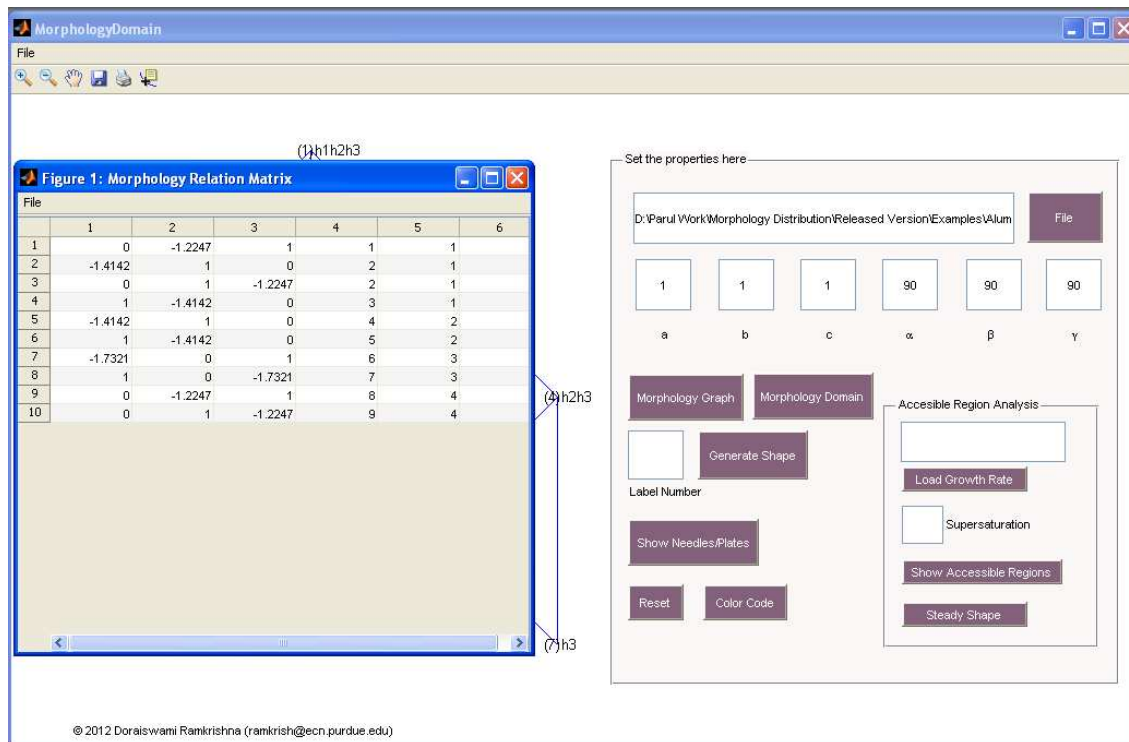 MorphologyDomain
File
(1)h1h2h3
Figure 1: Morphology Relation Matrix
File
1 2 3 4 5 6
1 0 -1.2247 1 1 1
2 -1.4142 1 0 2 1
3 0 1 -1.2247 2 1
4 1 -1.4142 0 3 1
5 -1.4142 1 0 4 2
6 1 -1.4142 0 5 2
7 -1.7321 0 1 6 3
8 1 0 -1.7321 7 3
9 0 -1.2247 1 8 4
10 0 1 -1.2247 9 4
(4)h2h3
(7)h3
Set the properties here
D:\Parul Work\Morphology Distribution\Released Version\Examples\Alum
File
1 1 1 90 90 90
a b c α β γ
Morphology Graph
Morphology Domain
Generate Shape
Label Number
Show Needles/Plates
Reset
Color Code
Accesible Region Analysis
Load Growth Rate
Supersaturation
Show Accessible Regions
Steady Shape
© 2012 Doraiswami Ramkrishna (ramkrish@ecn.purdue.edu)